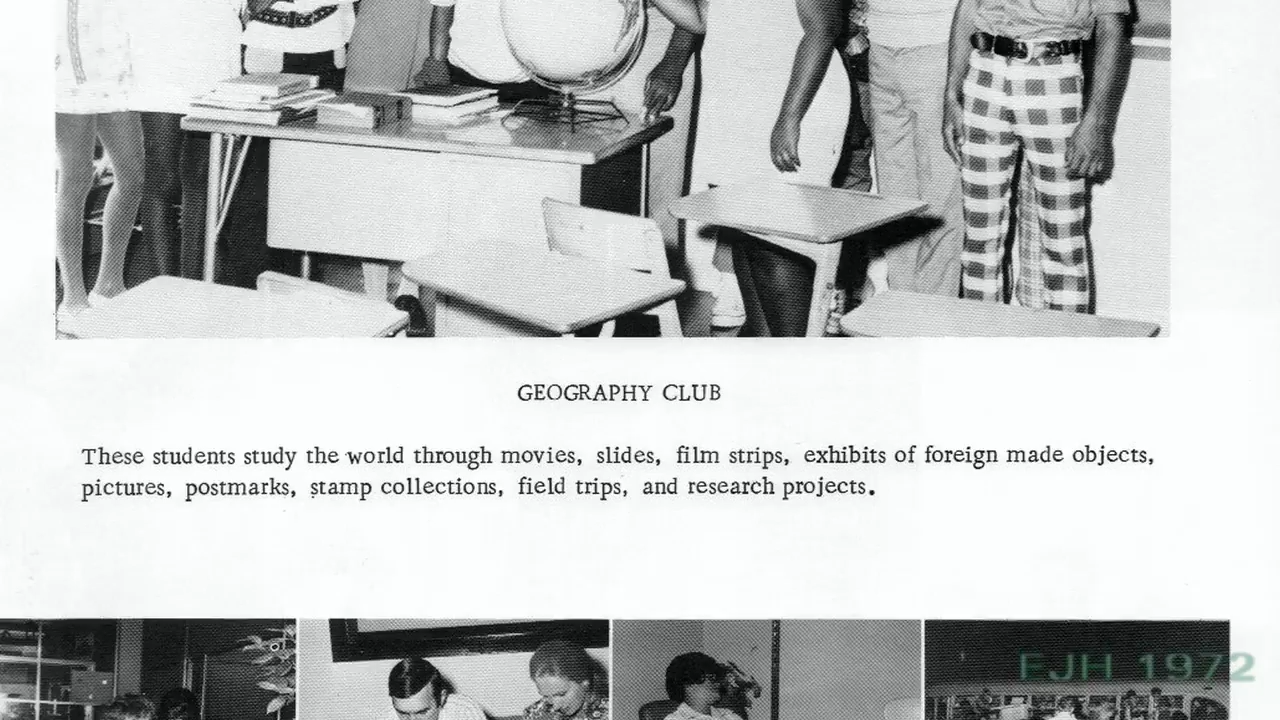 GEOGRAPHY CLUB
These students study the world through movies, slides, film strips, exhibits of foreign made objects,
pictures, postmarks, stamp collections, field trips, and research projects.
FJH 1972